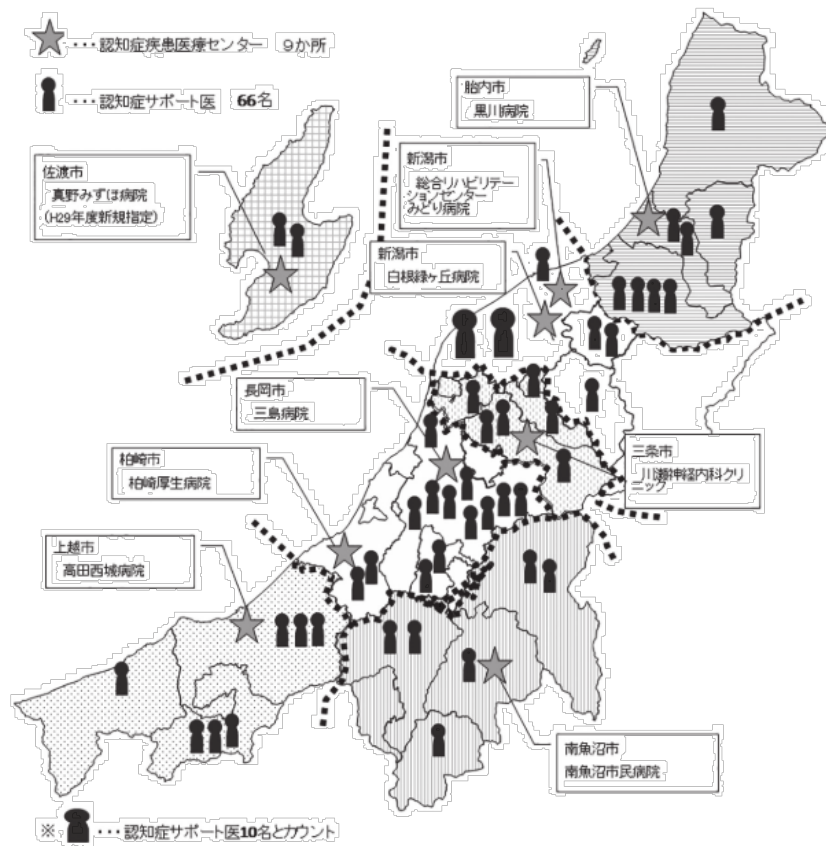 ･･･認知症疾患医療センター　９か所
･･･認知症サポート医　66名
胎内市
黒川病院
新潟市
総合リハビリテー
ションセンター
みどり病院
佐渡市
真野みずほ病院
(H29年度新規指定)
新潟市
白根緑ヶ丘病院
長岡市
三島病院
三条市
川瀬神経内科クリ
ニック
柏崎市
柏崎厚生病院
上越市
高田西城病院
南魚沼市
南魚沼市民病院
※　･･･認知症サポート医10名とカウント